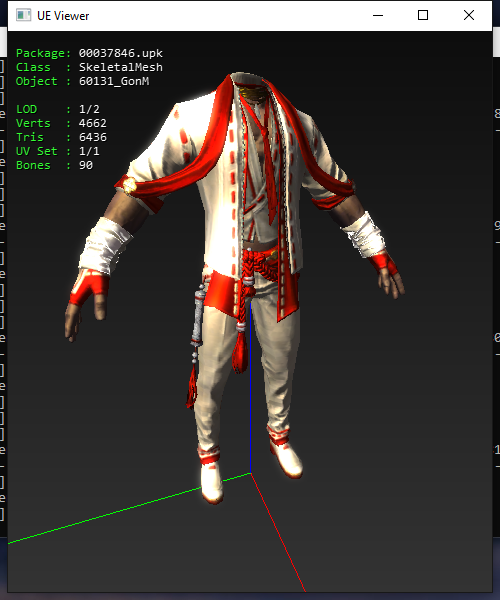 UE Viewer
Package: 00037846.upk
Class : SkeletalMesh
Object : 60131_GonM
LOD : 1/2
Verts : 4662
Tris : 6436
UV Set : 1/1
Bones : 90